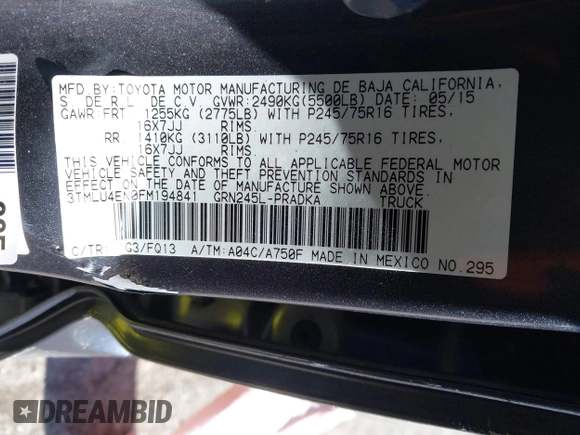 MFD.BY:TOYOTA MOTOR MANUFACTURING DE BAJA CALIFORNIA,
S. DE R.L. DE C.V. GVWR:2490KG(5500LB) DATE: 05/15
GAWR FRT 1255KG (2775LB) WITH P245/75R16 TIRES,
16X7JJ RIMS
RR 1410KG (3110LB) WITH P245/75R16 TIRES,
16X7JJ RIMS
THIS VEHICLE CONFORMS TO ALL APPLICABLE FEDERAL MOTOR
VEHICLE SAFETY AND THEFT PREVENTION STANDARDS IN
EFFECT ON THE DATE OF MANUFACTURE SHOWN ABOVE.
3TMLU4EN0FM194841 GRN245L-PRADKA TRUCK
C/TR: G3/FQ13 A/TM:A04C/A750F MADE IN MEXICO NO.295
DREAMBID